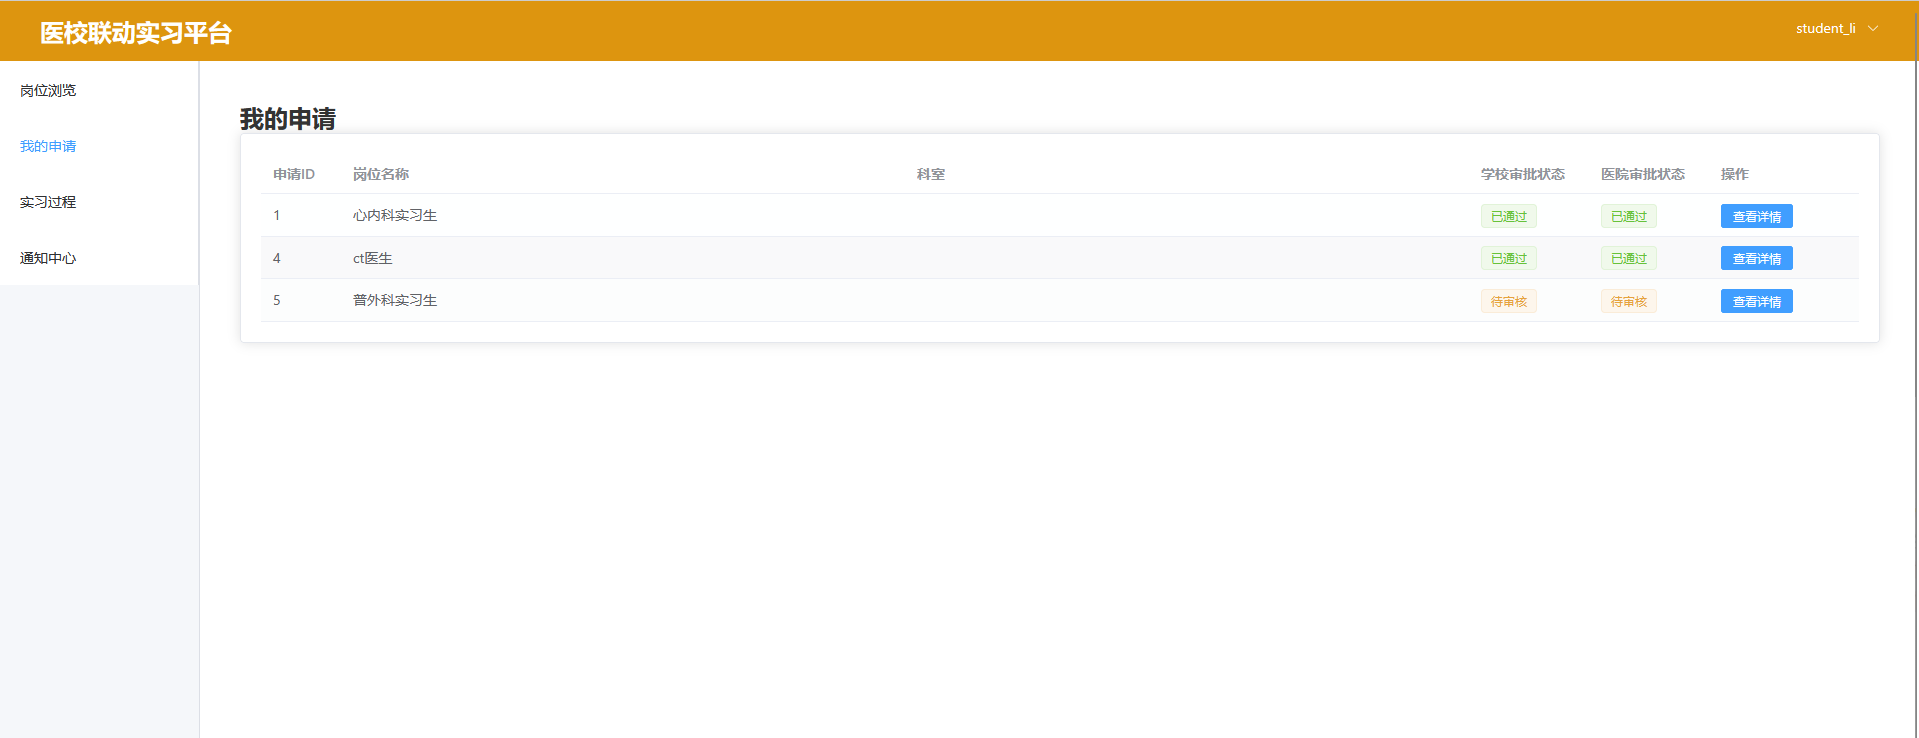 医校联动实习平台
student_li
岗位浏览
我的申请
实习过程
通知中心
我的申请
申请ID 岗位名称 科室 学校审批状态 医院审批状态 操作
1 心内科实习生 已通过 已通过 查看详情
4 ct医生 已通过 已通过 查看详情
5 普外科实习生 待审核 待审核 查看详情